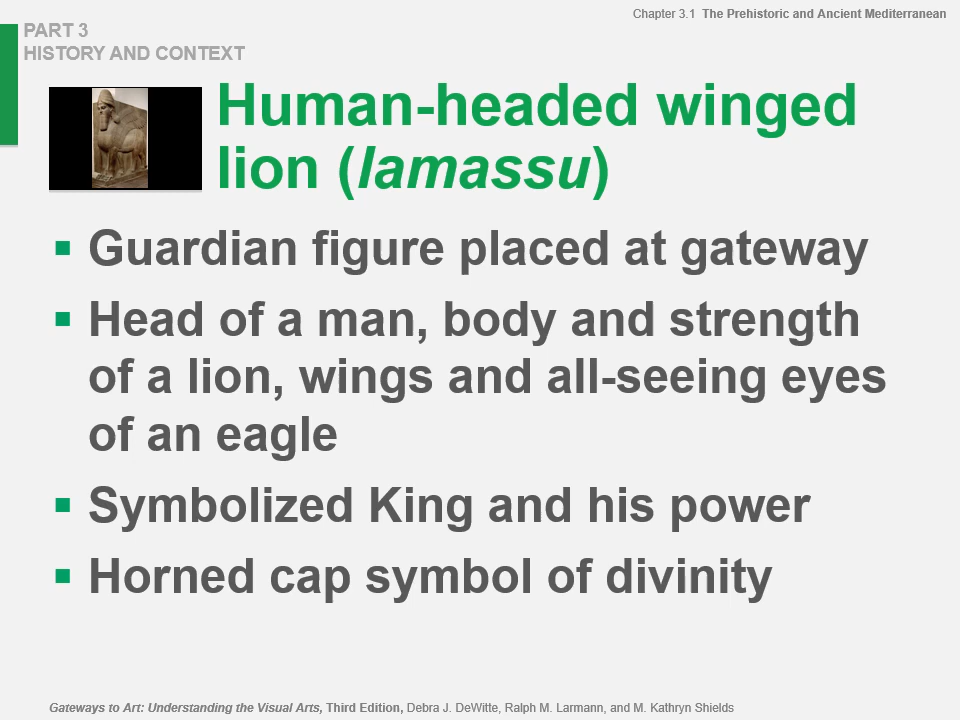 Chapter 3.1 The Prehistoric and Ancient Mediterranean
PART 3
HISTORY AND CONTEXT
Human-headed winged
lion (lamassu)
▪ Guardian figure placed at gateway
▪ Head of a man, body and strength
of a lion, wings and all-seeing eyes
of an eagle
▪ Symbolized King and his power
▪ Horned cap symbol of divinity
Gateways to Art: Understanding the Visual Arts, Third Edition, Debra J. DeWitte, Ralph M. Larmann, and M. Kathryn Shields